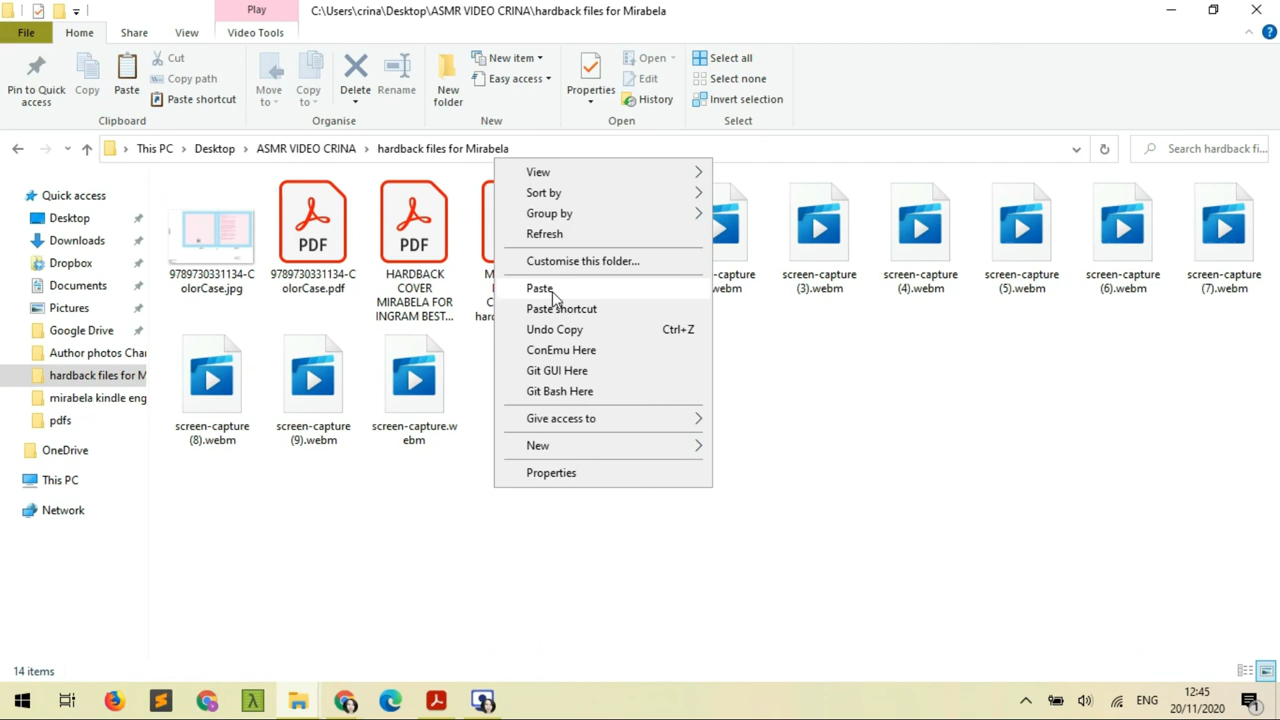 Play
C:\Users\crina\Desktop\ASMR VIDEO CRINA\hardback files for Mirabela
File
Home
Share
View
Video Tools
Pin to Quick
access
Copy
Paste
Cut
Copy path
Paste shortcut
Clipboard
Move
to
Copy
to
Delete
Rename
Organise
New
folder
New item
Easy access
New
Properties
Open
Edit
History
Open
Select all
Select none
Invert selection
Select
This PC
Desktop
ASMR VIDEO CRINA
hardback files for Mirabela
Search hardback fi...
Quick access
Desktop
Downloads
Dropbox
Documents
Pictures
Google Drive
Author photos Char
hardback files for M
mirabela kindle eng
pdfs
OneDrive
This PC
Network
9789730331134-C
olorCase.jpg
PDF
9789730331134-C
olorCase.pdf
PDF
HARDBACK
COVER
MIRABELA FOR
INGRAM BEST...
screen-capture
(3).webm
screen-capture
(4).webm
screen-capture
(5).webm
screen-capture
(6).webm
screen-capture
(7).webm
screen-capture
(8).webm
screen-capture
(9).webm
screen-capture.w
ebm
View
Sort by
Group by
Refresh
Customise this folder...
Paste
Paste shortcut
Undo Copy Ctrl+Z
ConEmu Here
Git GUI Here
Git Bash Here
Give access to
New
Properties
14 items
ENG
12:45
20/11/2020
1